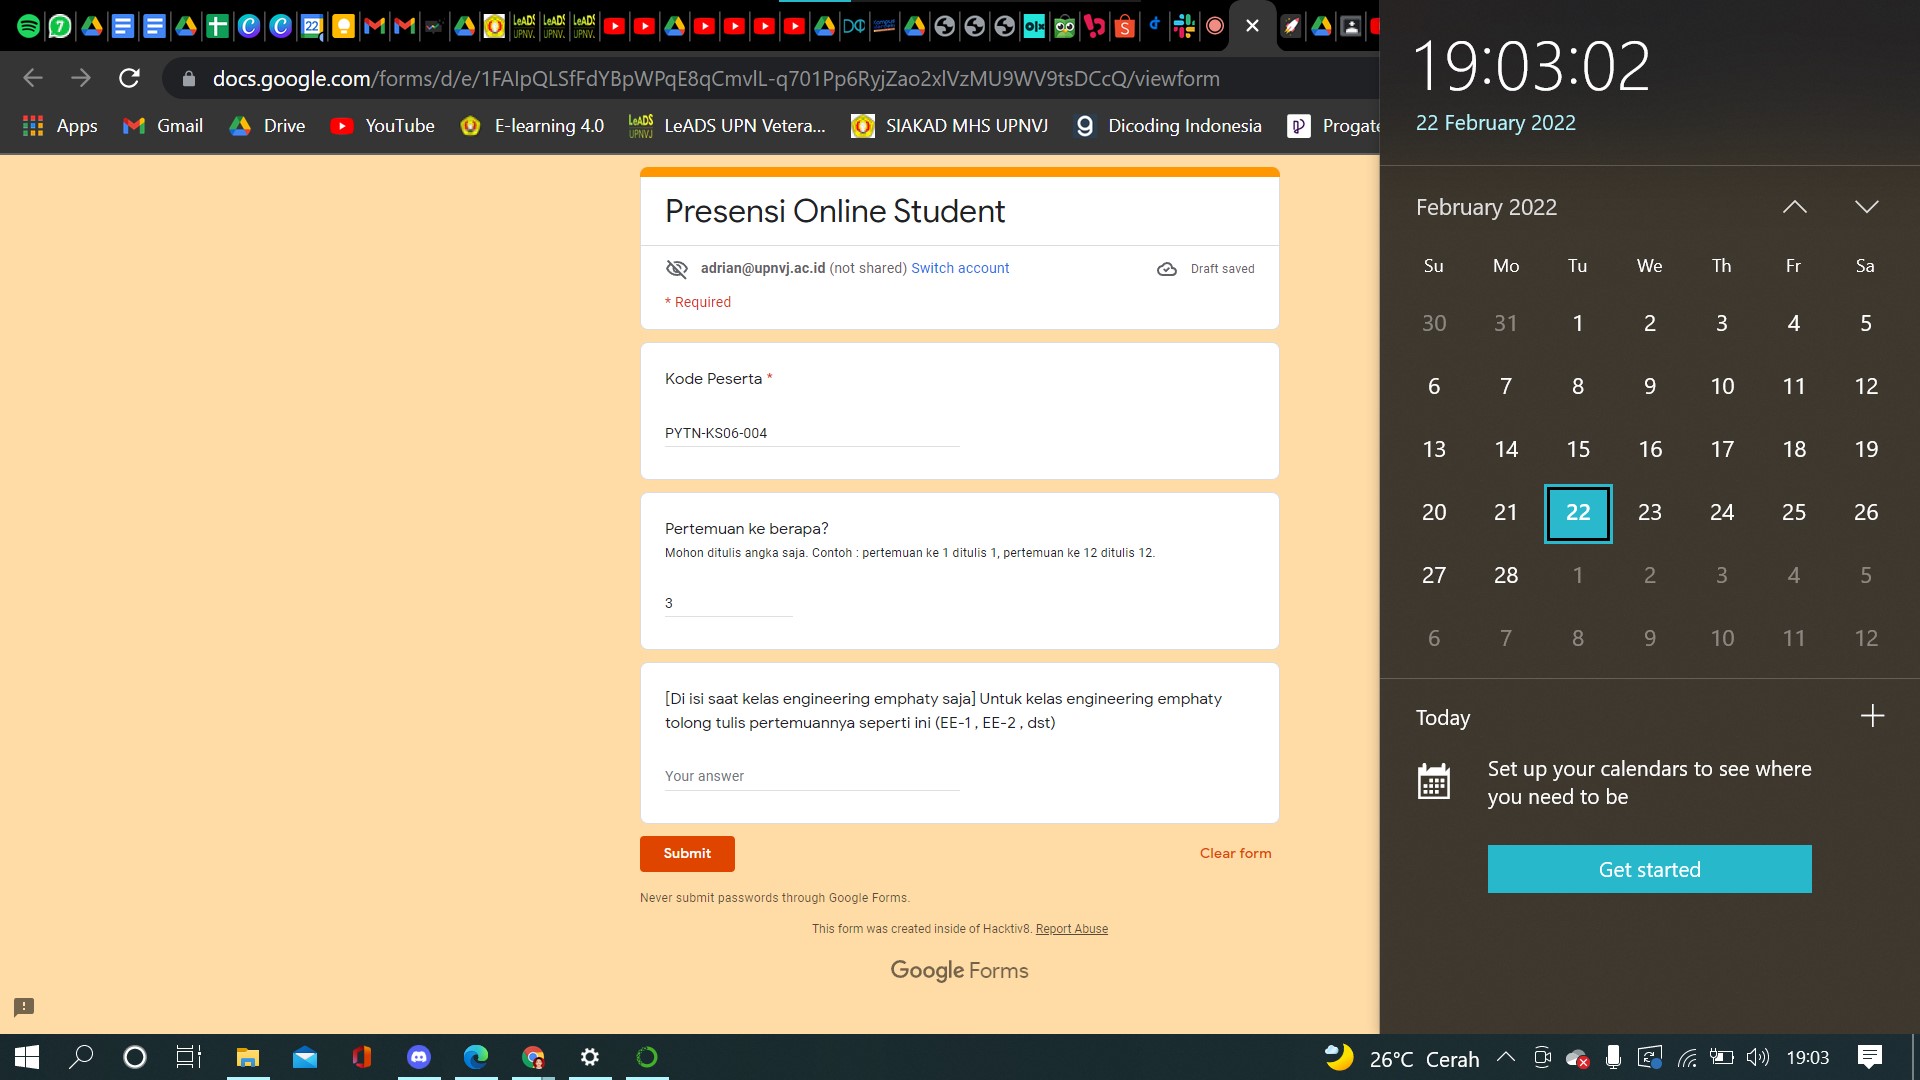 docs.google.com/forms/d/e/1FAIpQLSfFdYBpWPqE8qCmvlL-q701Pp6RyjZao2xlVzMU9WV9tsDCcQ/viewform
Apps
Gmail
Drive
YouTube
E-learning 4.0
LeADS UPN Vetera...
SIAKAD MHS UPNVJ
Dicoding Indonesia
Progate
Presensi Online Student
adrian@upnvj.ac.id (not shared) Switch account
Draft saved
* Required
Kode Peserta *
PYTN-KS06-004
Pertemuan ke berapa?
Mohon ditulis angka saja. Contoh : pertemuan ke 1 ditulis 1, pertemuan ke 12 ditulis 12.
3
[Di isi saat kelas engineering emphaty saja] Untuk kelas engineering emphaty
tolong tulis pertemuannya seperti ini (EE-1 , EE-2 , dst)
Your answer
Submit
Clear form
Never submit passwords through Google Forms.
This form was created inside of Hacktiv8. Report Abuse
Google Forms
19:03:02
22 February 2022
February 2022
Su Mo Tu We Th Fr Sa
30 31 1 2 3 4 5
6 7 8 9 10 11 12
13 14 15 16 17 18 19
20 21 22 23 24 25 26
27 28 1 2 3 4 5
6 7 8 9 10 11 12
Today
Set up your calendars to see where
you need to be
Get started
26°C Cerah
19:03